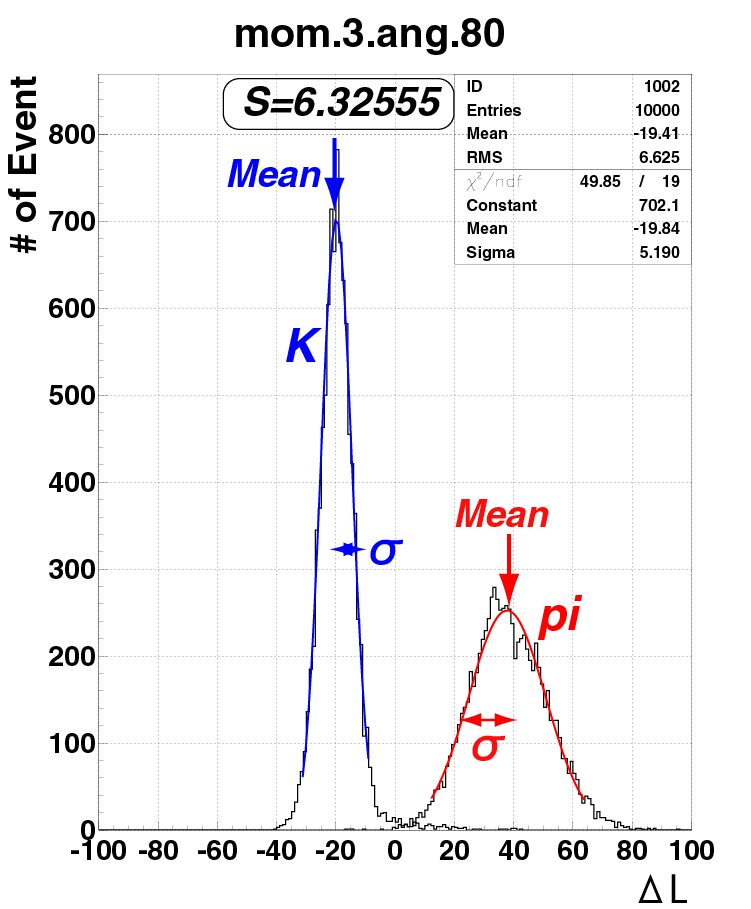 mom.3.ang.80
# of Event
S=6.32555
ID 1002
Entries 10000
Mean -19.41
RMS 6.625
χ²/ndf 49.85 / 19
Constant 702.1
Mean -19.84
Sigma 5.190
800
Mean
700
600
K
500
400
Mean
σ
300
pi
200
σ
100
0
-100 -80 -60 -40 -20 0 20 40 60 80 100
Δ L